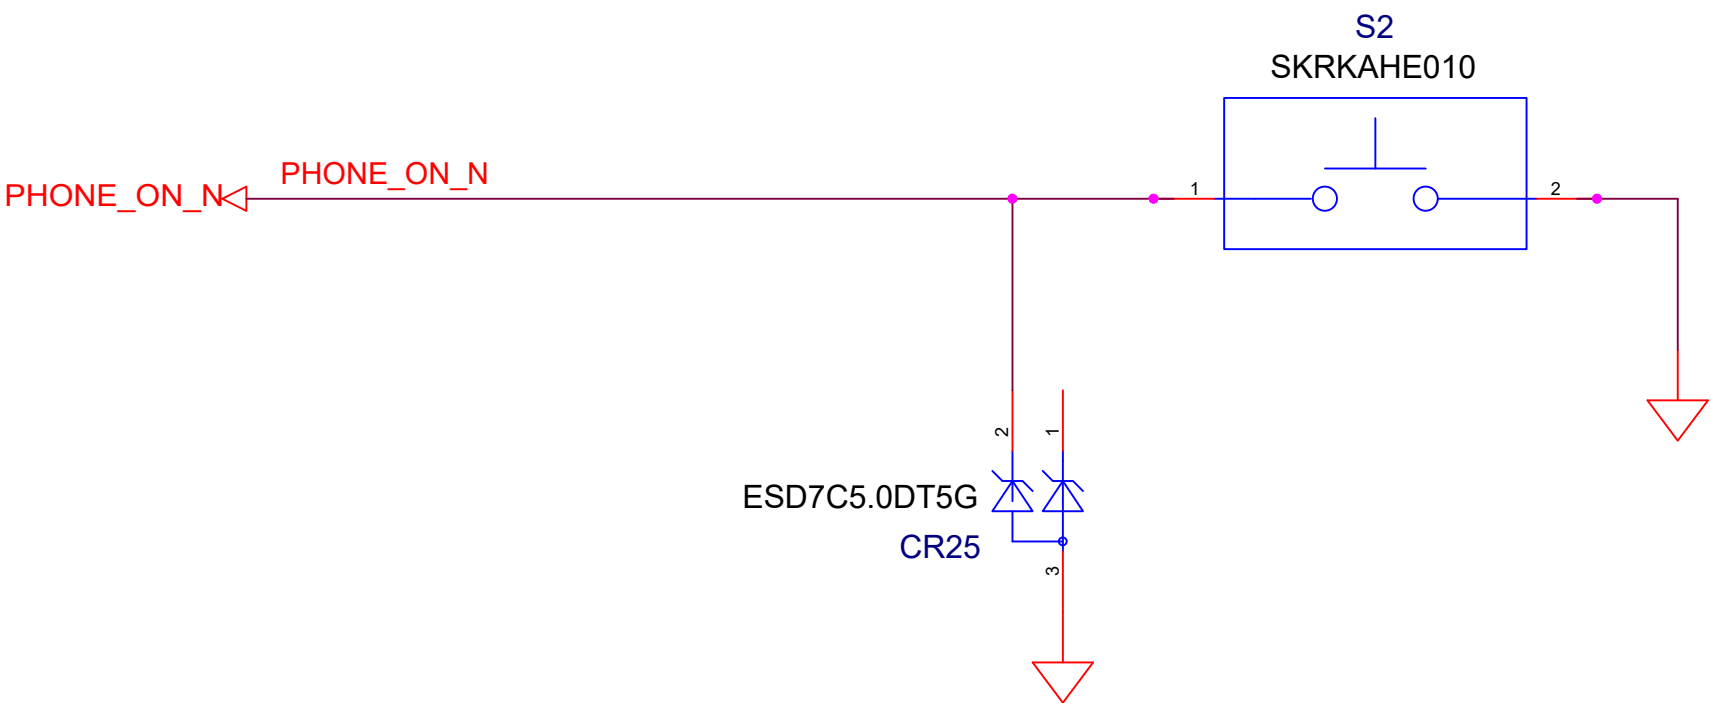 S2
SKRKAHE010
PHONE_ON_N
PHONE_ON_N
1
2
2
1
ESD7C5.0DT5G
CR25
3